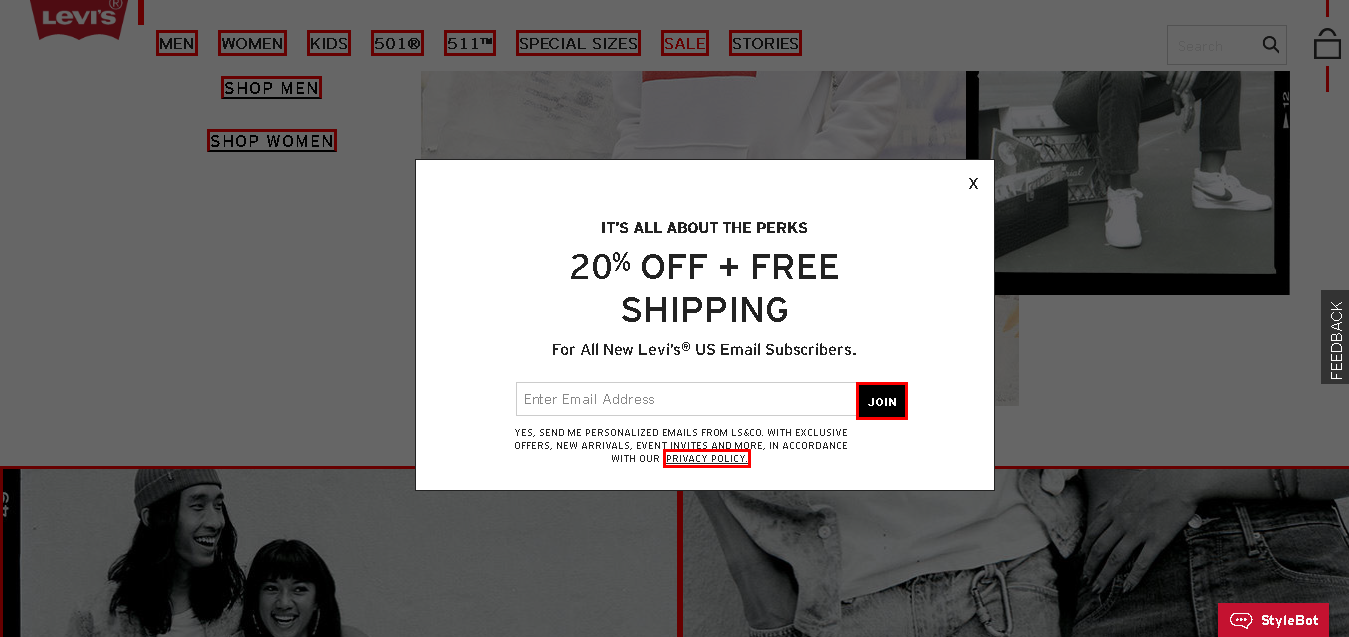 Levi's®
MEN WOMEN KIDS 501® 511™ SPECIAL SIZES SALE STORIES
Search
SHOP MEN
SHOP WOMEN
12
X
IT'S ALL ABOUT THE PERKS
20% OFF + FREE
SHIPPING
For All New Levi's® US Email Subscribers.
Enter Email Address
JOIN
YES, SEND ME PERSONALIZED EMAILS FROM LS&CO. WITH EXCLUSIVE
OFFERS, NEW ARRIVALS, EVENT INVITES AND MORE, IN ACCORDANCE
WITH OUR PRIVACY POLICY.
FEEDBACK
49
StyleBot